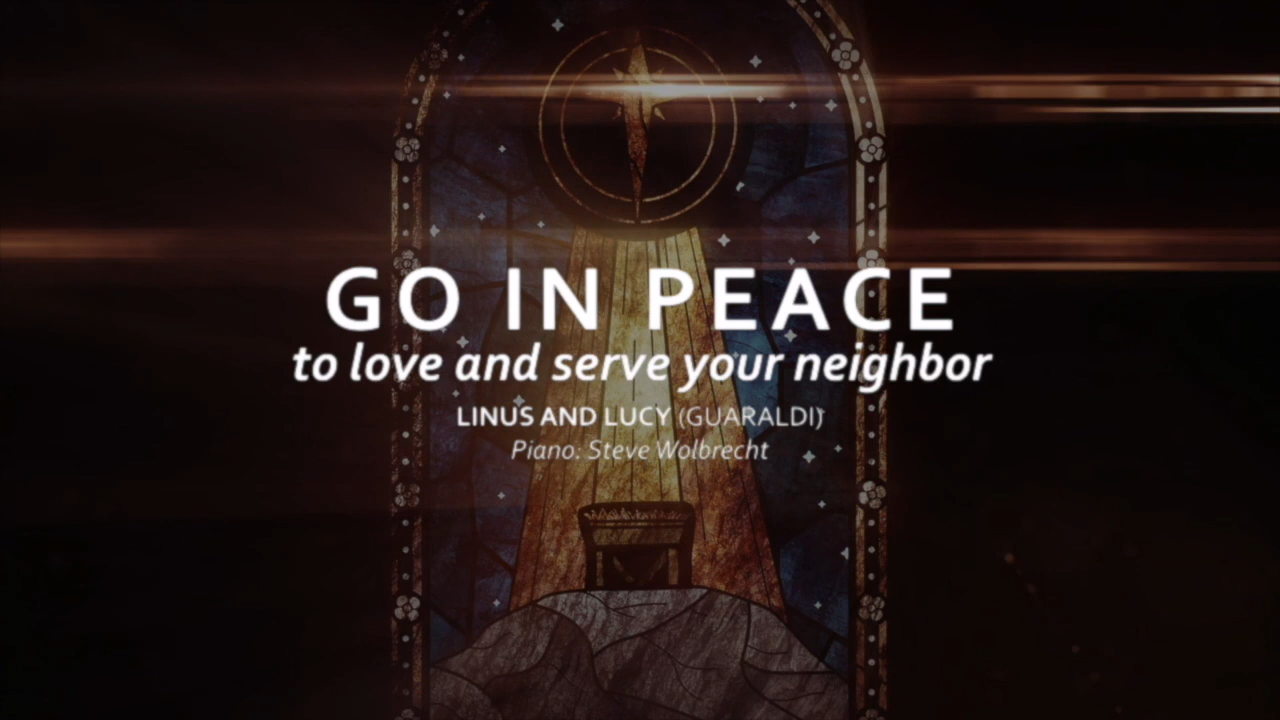 GO IN PEACE
to love and serve your neighbor
LINUS AND LUCY (GUARALDI)
Piano: Steve Wolbrecht